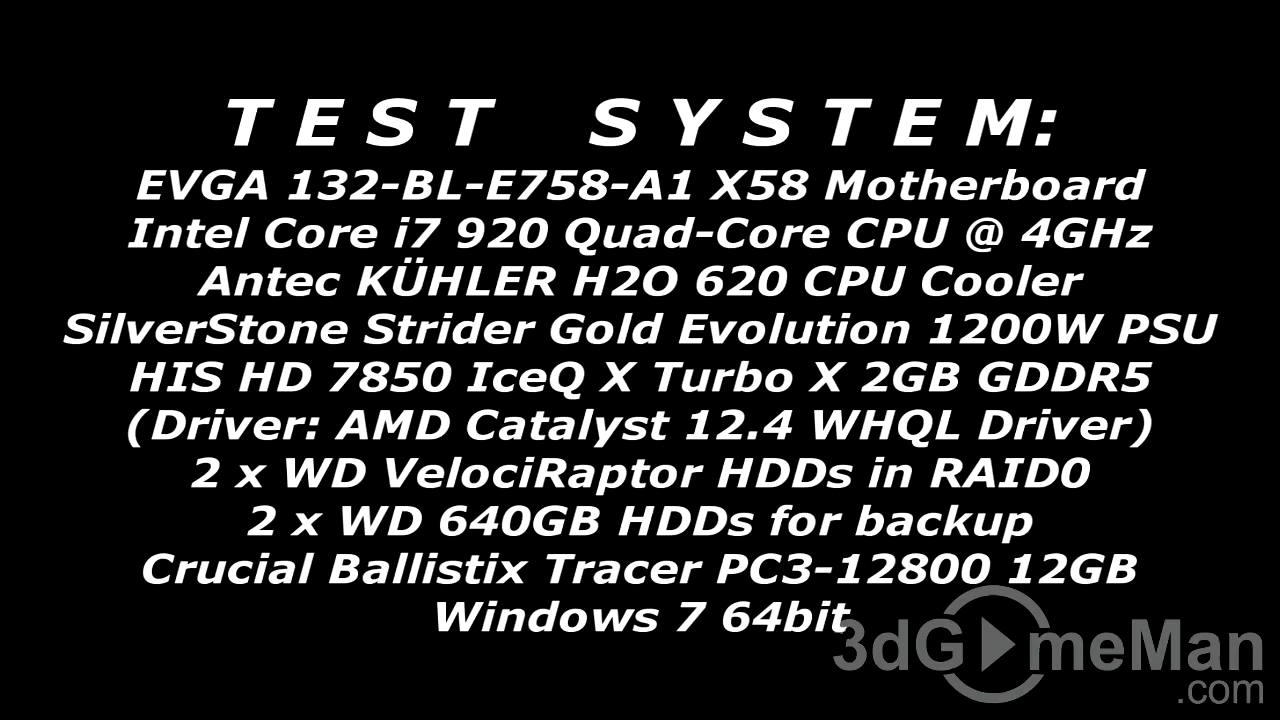 TEST SYSTEM:
EVGA 132-BL-E758-A1 X58 Motherboard
Intel Core i7 920 Quad-Core CPU @ 4GHz
Antec KÜHLER H2O 620 CPU Cooler
SilverStone Strider Gold Evolution 1200W PSU
HIS HD 7850 IceQ X Turbo X 2GB GDDR5
(Driver: AMD Catalyst 12.4 WHQL Driver)
2 x WD VelociRaptor HDDs in RAID0
2 x WD 640GB HDDs for backup
Crucial Ballistix Tracer PC3-12800 12GB
Windows 7 64bit
3dGameMan
.com